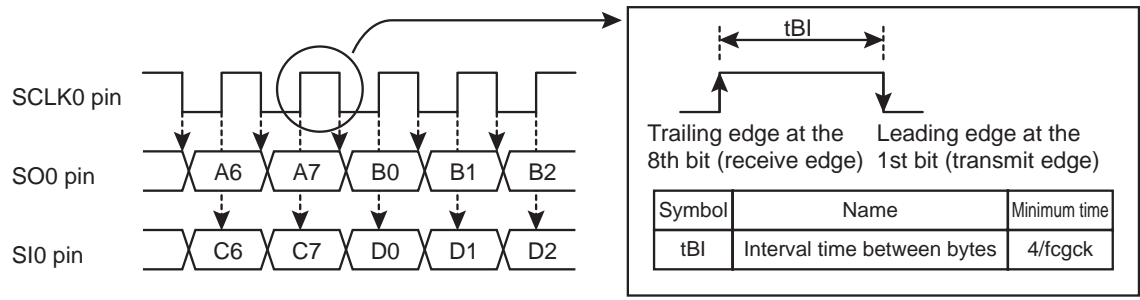 SCLK0 pin
SO0 pin
A6 A7 B0 B1 B2
SI0 pin
C6 C7 D0 D1 D2
tBI
Trailing edge at the
8th bit (receive edge)
Leading edge at the
1st bit (transmit edge)
Symbol Name Minimum time
tBI Interval time between bytes 4/fcgck